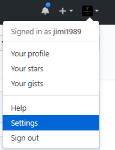 Signed in as jimi1989
Your profile
Your stars
Your gists
Help
Settings
Sign out